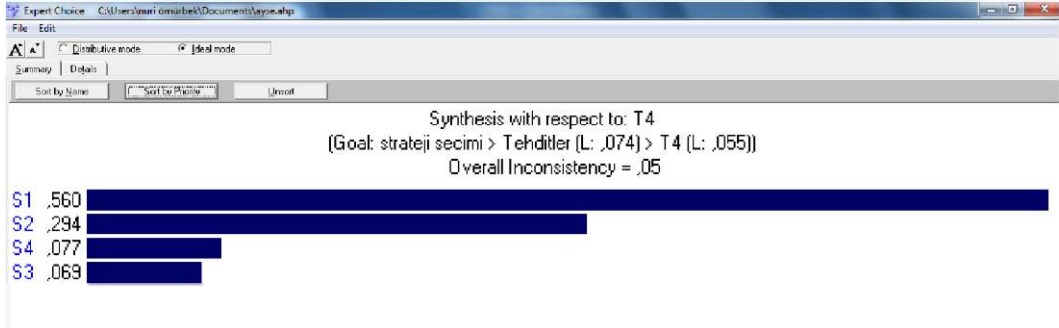 Expert Choice C:\Users\nuri ömürbek\Documents\ayse.ahp
File Edit
A A Distributive mode Ideal mode
Summary Details
Sort by Name Sort by Priority Unsort
Synthesis with respect to: T4
(Goal: strateji secimi > Tehditler (L: ,074) > T4 (L: ,055))
Overall Inconsistency = ,05
S1 ,560
S2 ,294
S4 ,077
S3 ,069